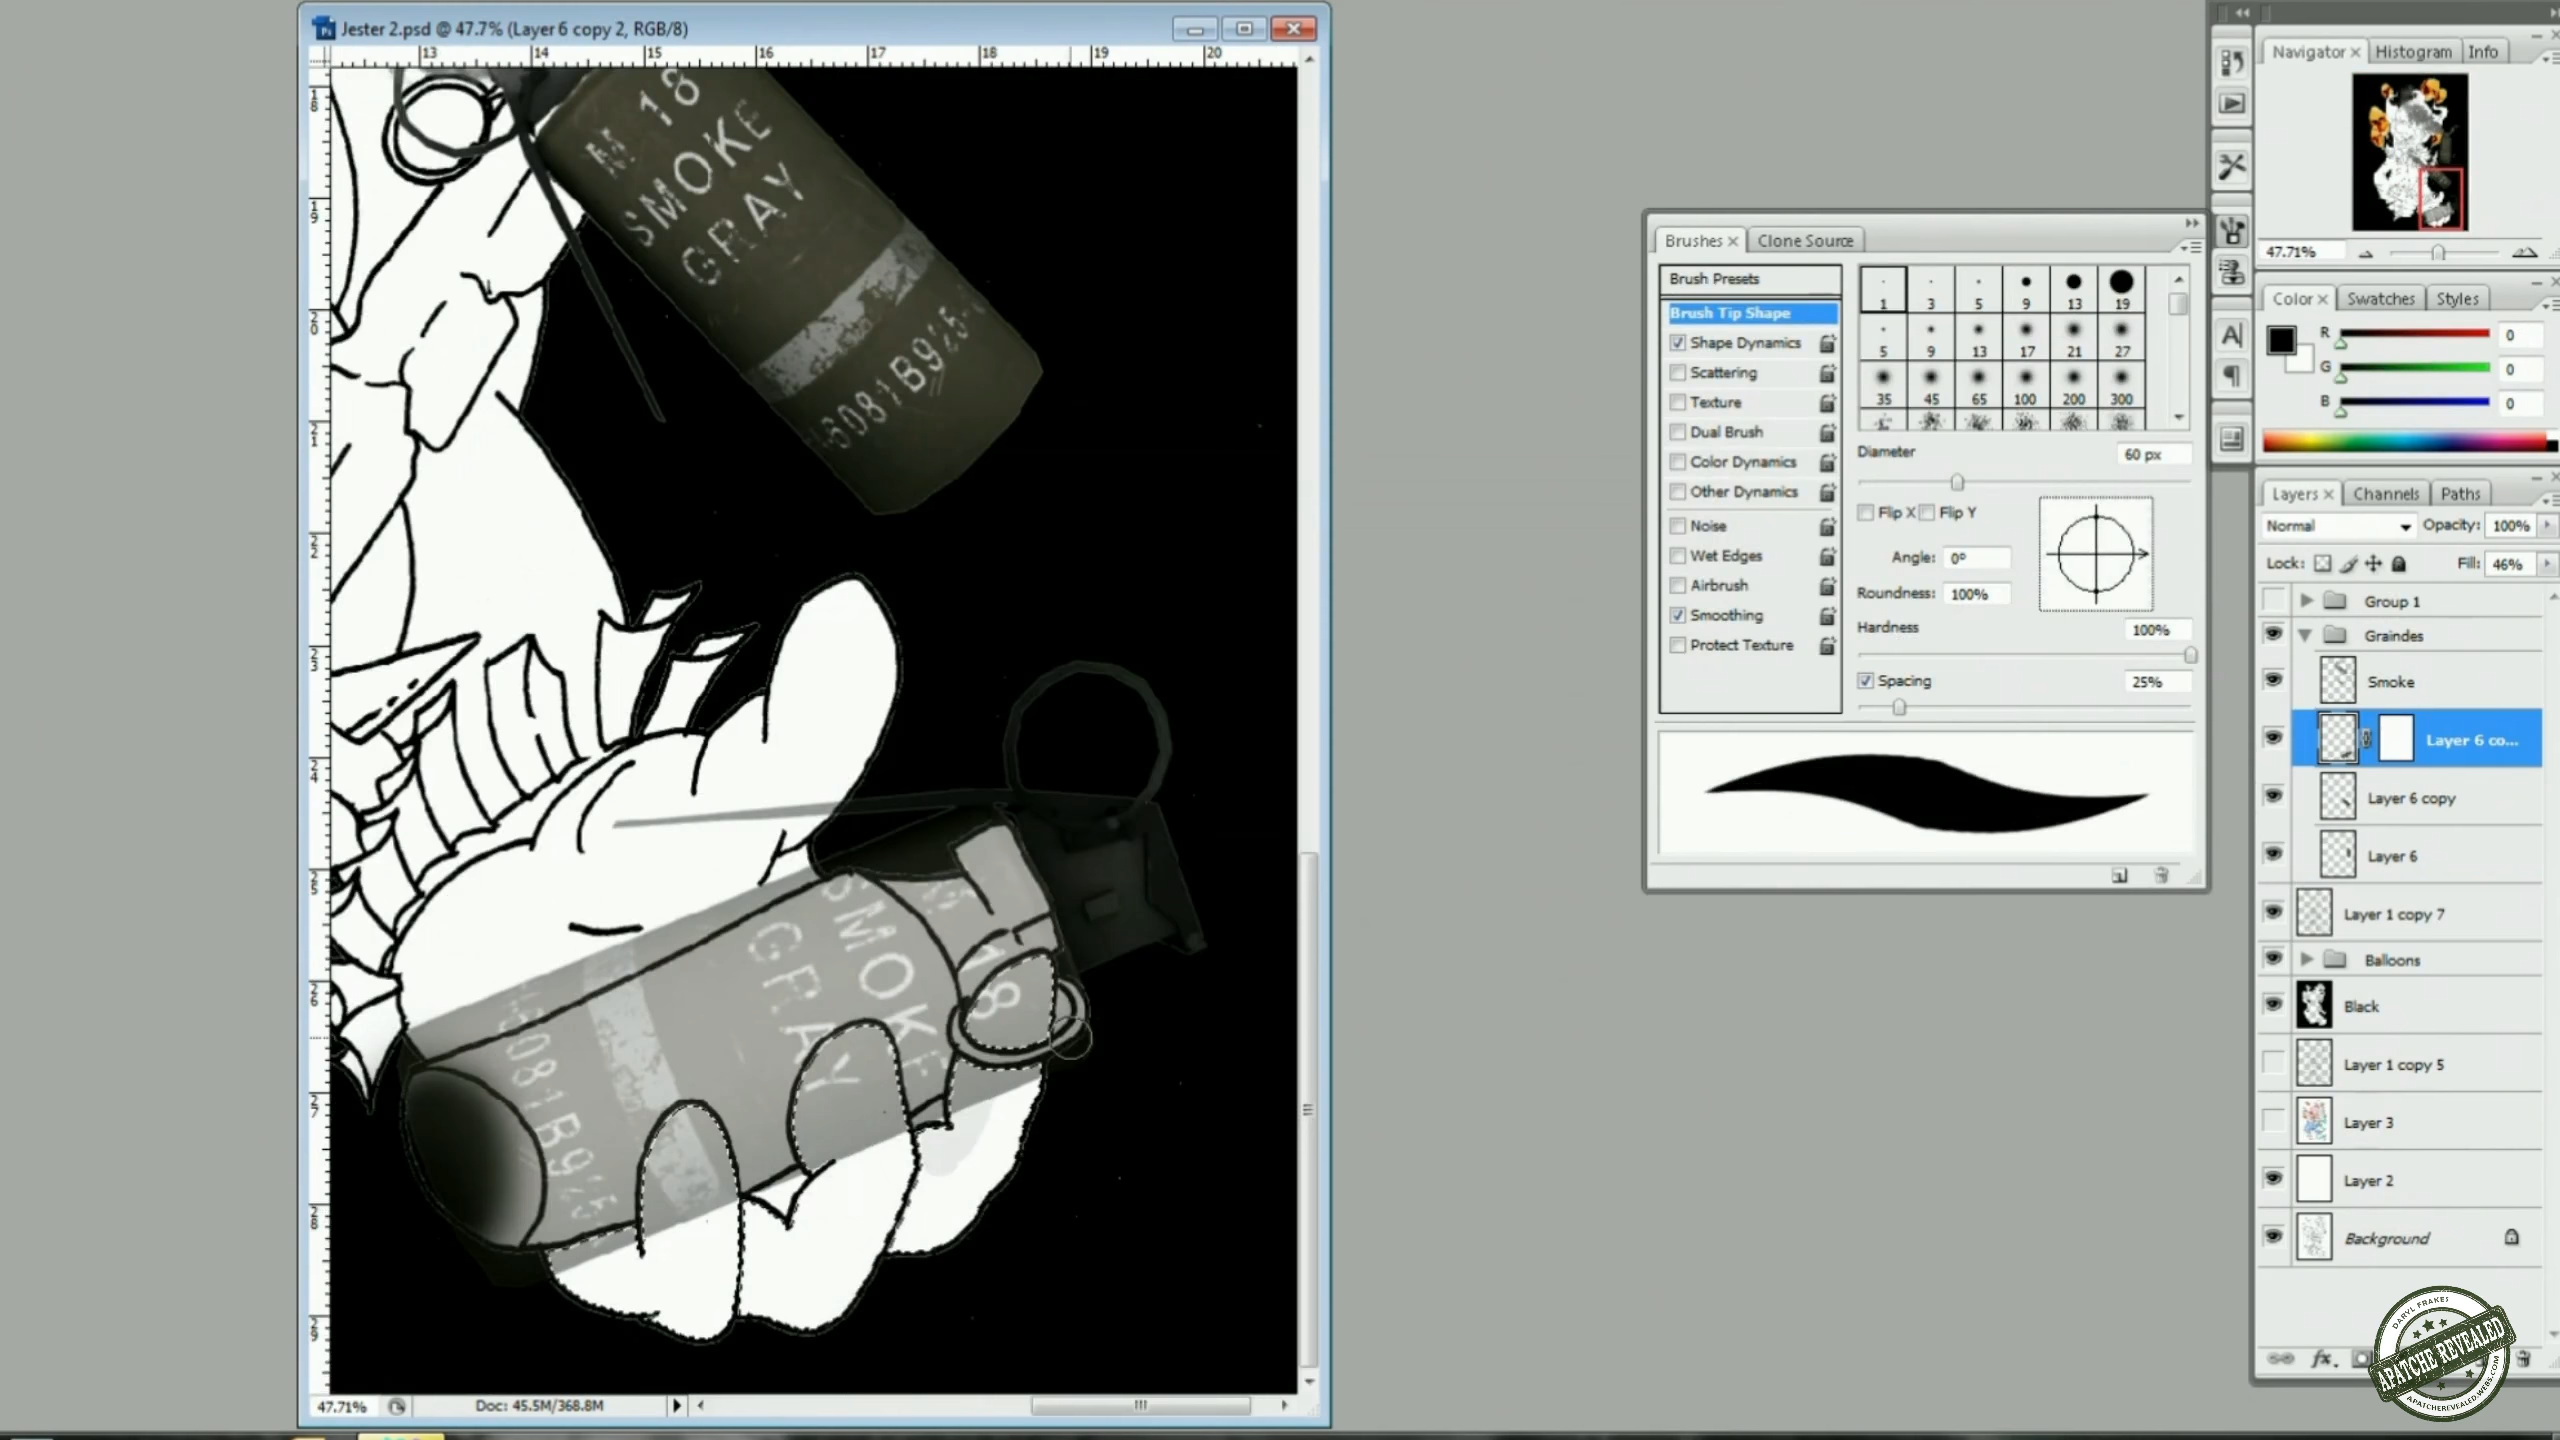 Jester 2.psd @ 47.7% (Layer 6 copy 2, RGB/8)
13 14 15 16 17 18 19 20
M 18
SMOKE
GRAY
SMOKE
GRAY
18
47.71%
Doc: 45.5M/368.8M
Brushes
Clone Source
Brush Presets
Brush Tip Shape
Shape Dynamics
Scattering
Texture
Dual Brush
Color Dynamics
Other Dynamics
Noise
Wet Edges
Airbrush
Smoothing
Protect Texture
1 3 5 9 13 19
5 9 13 17 21 27
35 45 65 100 200 300
Diameter
60 px
Flip X
Flip Y
Angle: 0°
Roundness: 100%
Hardness
100%
Spacing
25%
Navigator
Histogram
Info
47.71%
Color
Swatches
Styles
R 0
G 0
B 0
Layers
Channels
Paths
Normal
Opacity: 100%
Lock:
Fill: 46%
Group 1
Graindes
Smoke
Layer 6 co...
Layer 6 copy
Layer 6
Layer 1 copy 7
Balloons
Black
Layer 1 copy 5
Layer 3
Layer 2
Background
DARYL FRAKES
APATCHE REVEALED
APATCHEREVEALED.WEBS.COM